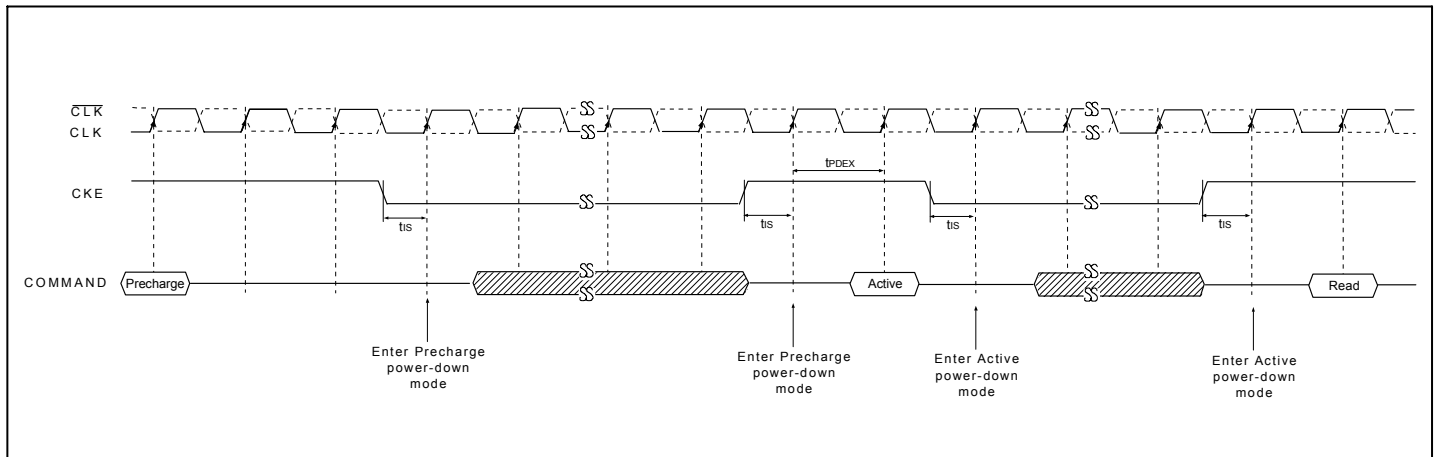 CLK
CLK
CKE
tPDEX
tIS
tIS
tIS
tIS
COMMAND
Precharge
Active
Read
Enter Precharge
power-down
mode
Enter Precharge
power-down
mode
Enter Active
power-down
mode
Enter Active
power-down
mode